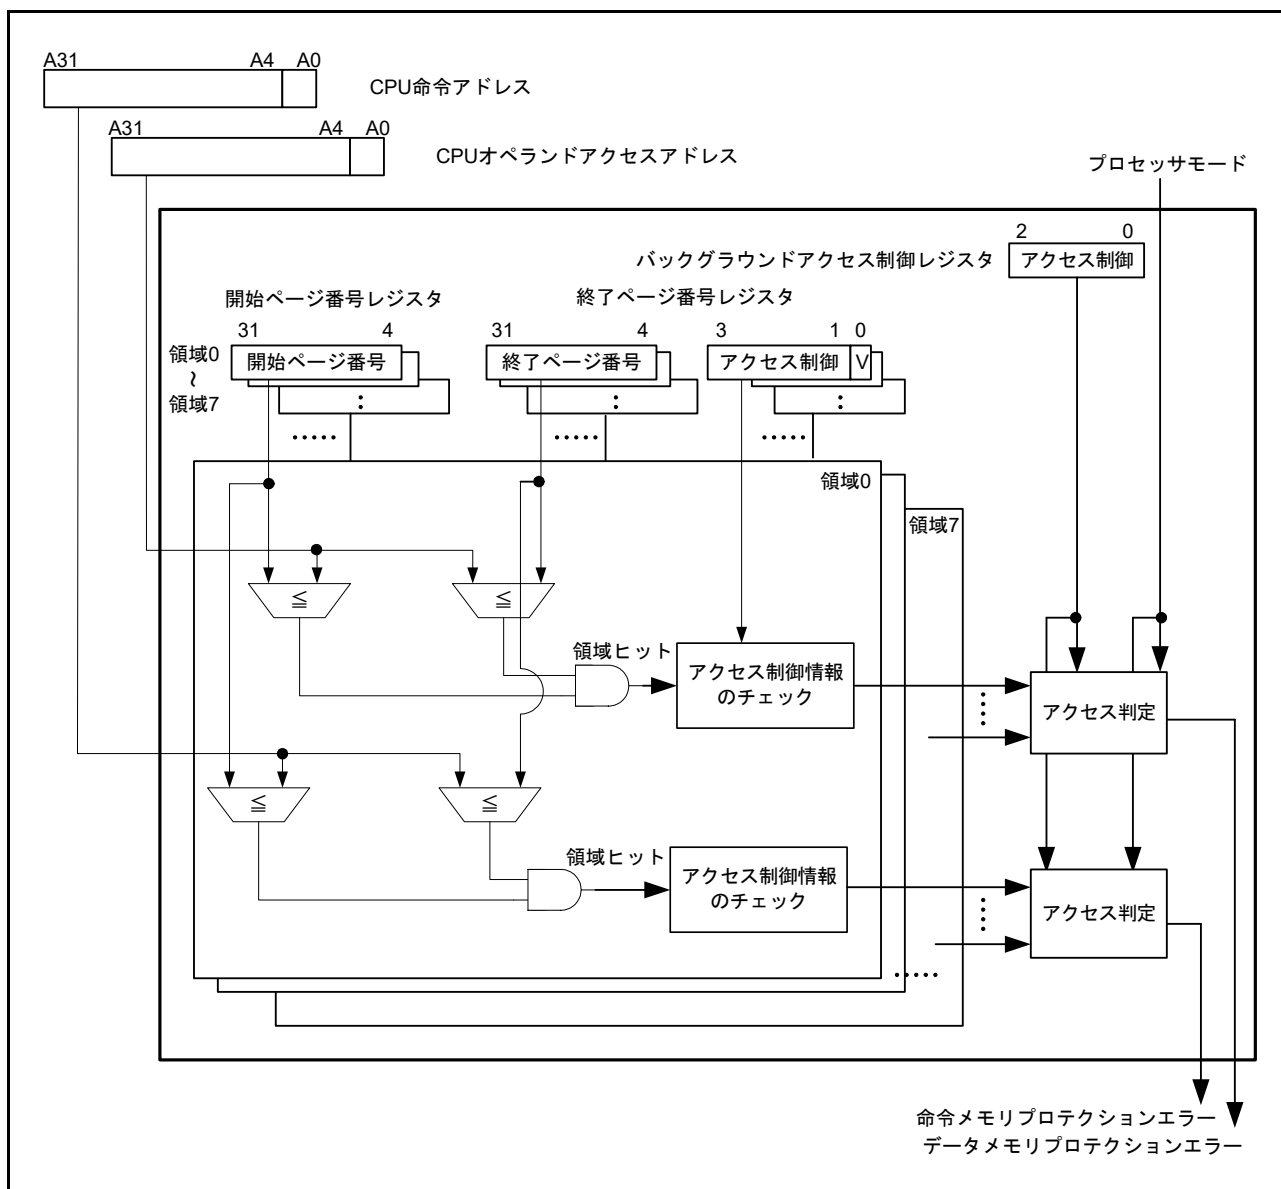 A31 A4 A0
CPU命令アドレス
A31 A4 A0
CPUオペランドアクセスアドレス
プロセッサモード
2 0
バックグラウンドアクセス制御レジスタ アクセス制御
開始ページ番号レジスタ 終了ページ番号レジスタ
31 4 31 4 3 1 0
領域0 開始ページ番号 終了ページ番号 アクセス制御 V
～
領域7 : : :
····· ····· ·····
領域0
領域7
≦ ≦
領域ヒット
アクセス制御情報
のチェック
アクセス判定
≦ ≦
領域ヒット
アクセス制御情報
のチェック
アクセス判定
·····
命令メモリプロテクションエラー
データメモリプロテクションエラー